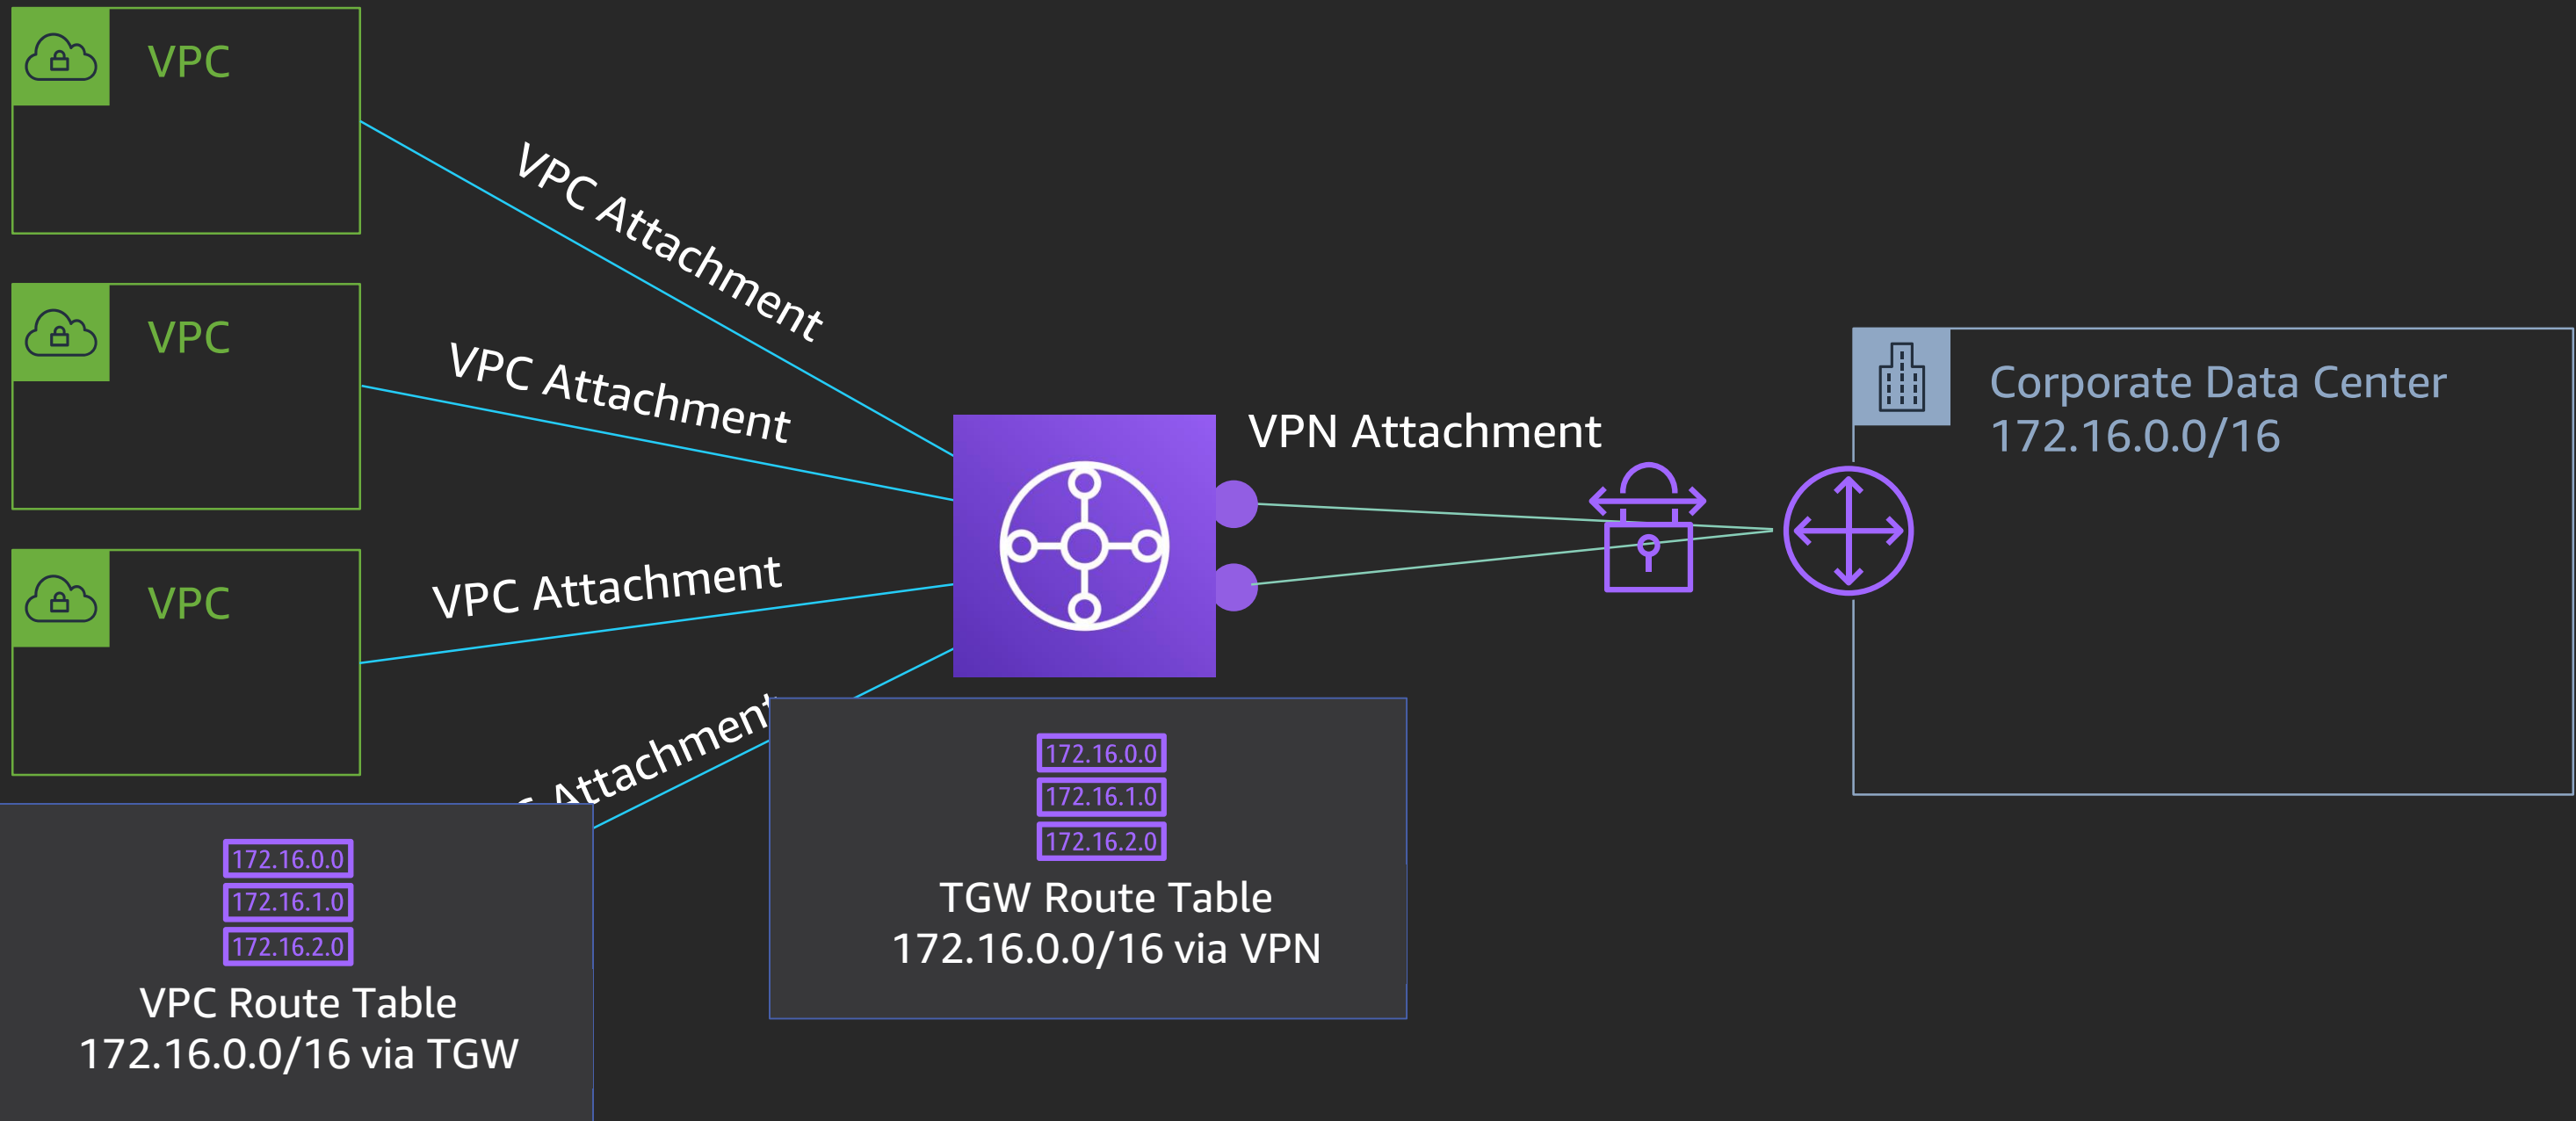 VPC
VPC Attachment
VPC
VPC Attachment
VPN Attachment
Corporate Data Center
172.16.0.0/16
VPC
VPC Attachment
Attachment
172.16.0.0
172.16.1.0
172.16.2.0
TGW Route Table
172.16.0.0/16 via VPN
172.16.0.0
172.16.1.0
172.16.2.0
VPC Route Table
172.16.0.0/16 via TGW